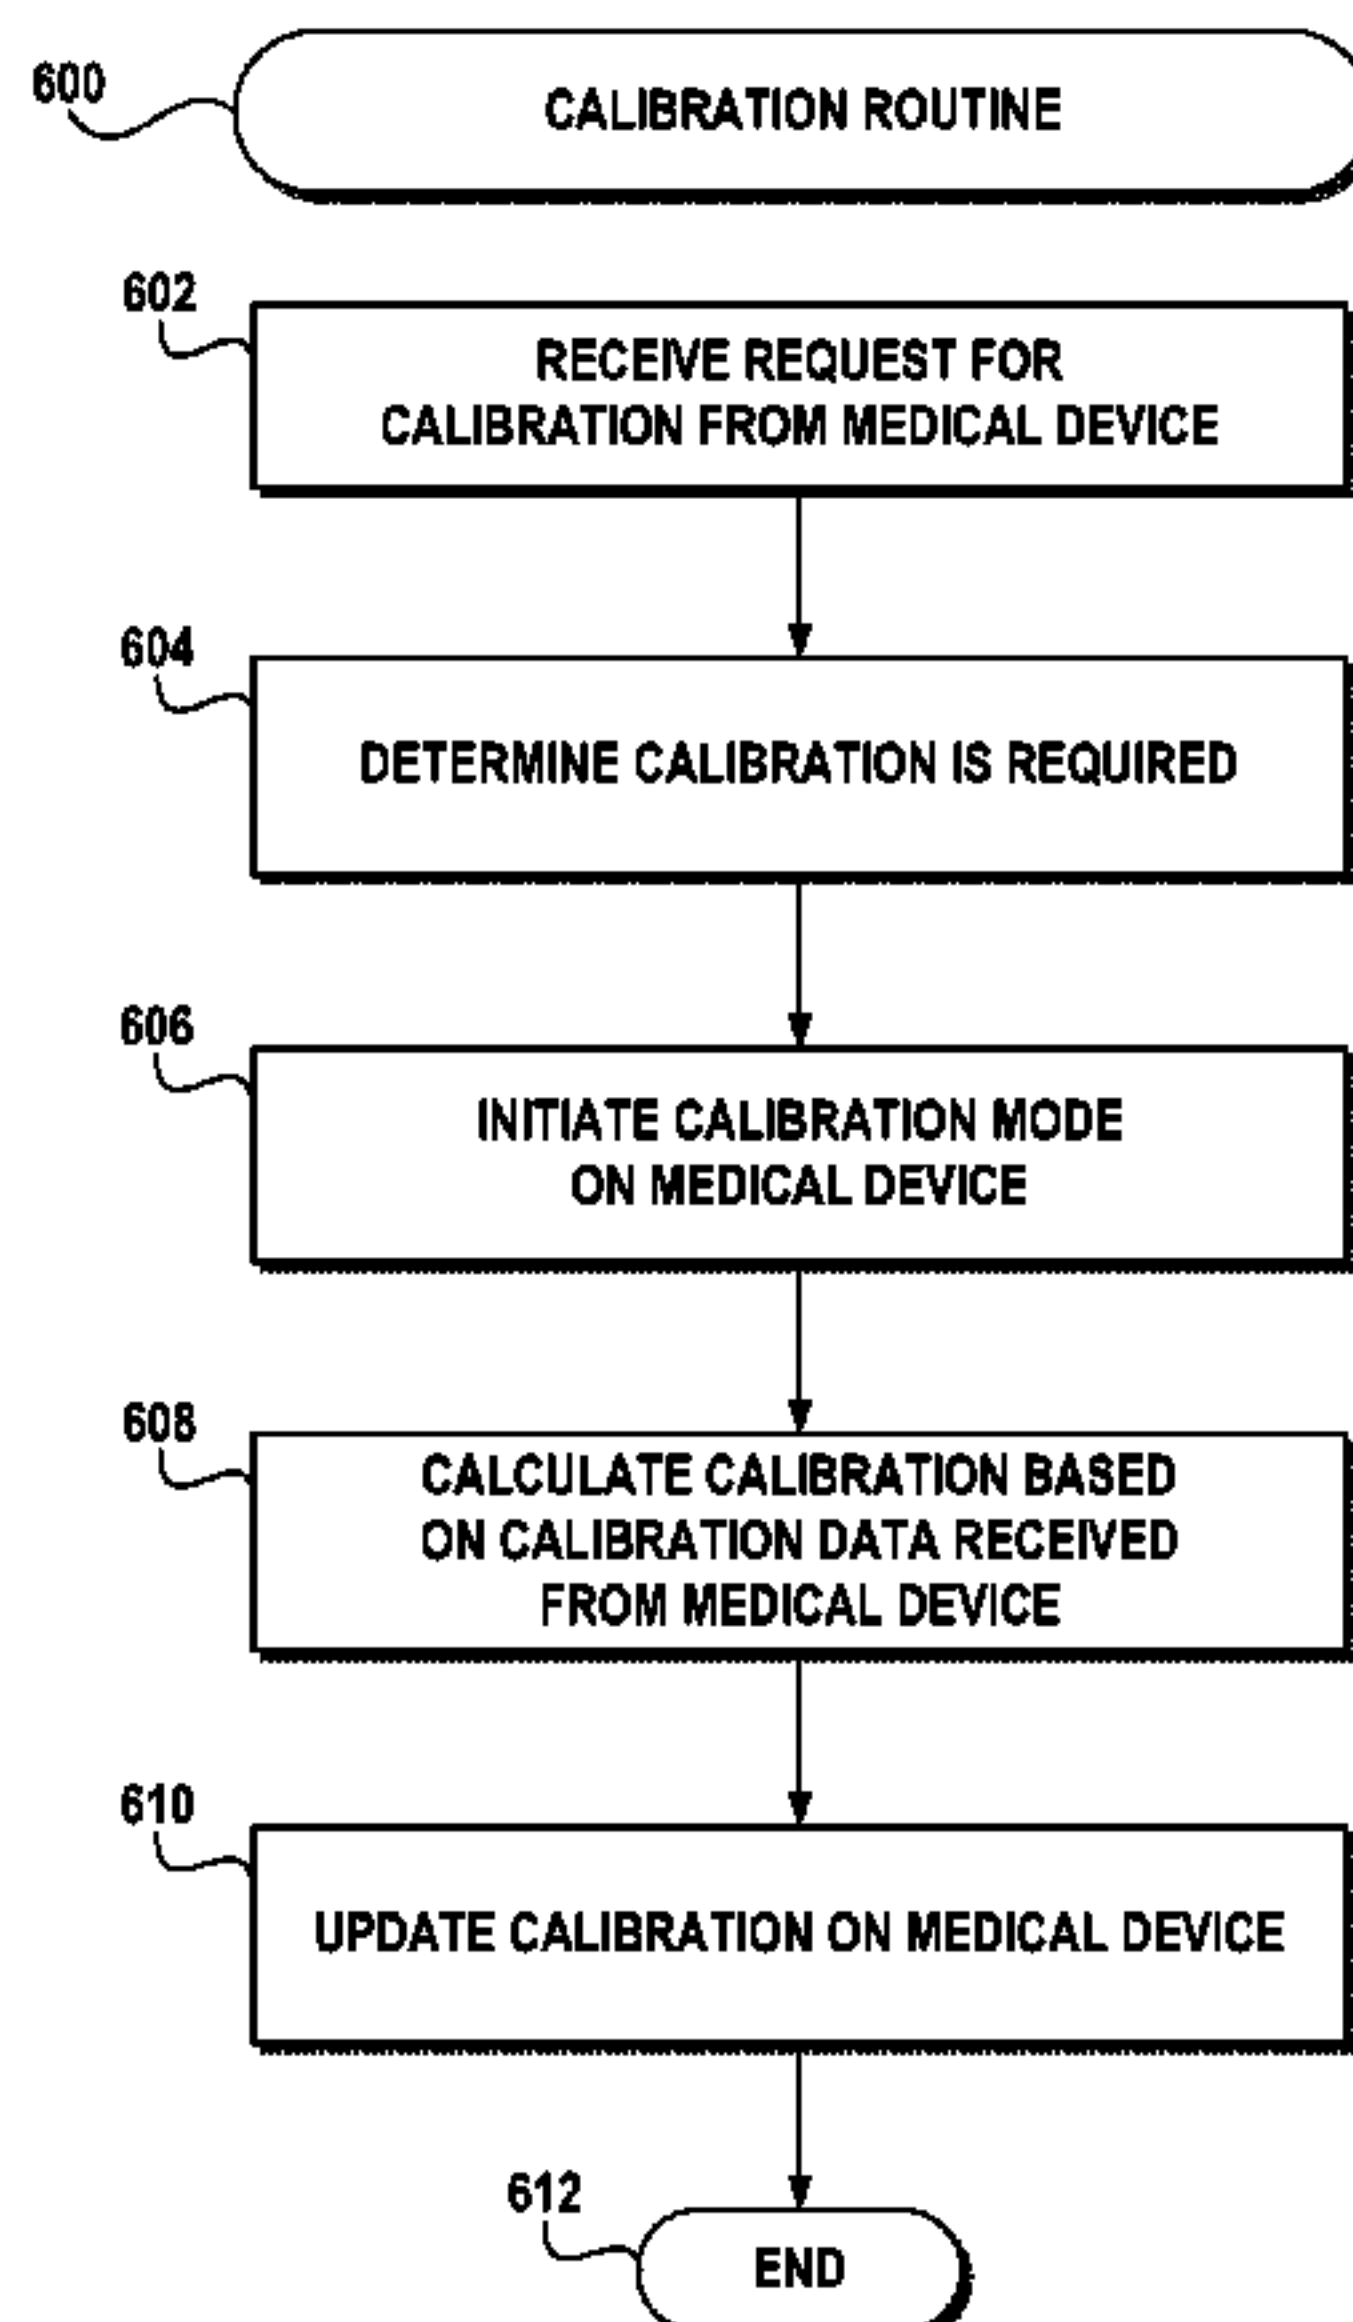 600
CALIBRATION ROUTINE
602
RECEIVE REQUEST FOR
CALIBRATION FROM MEDICAL DEVICE
604
DETERMINE CALIBRATION IS REQUIRED
606
INITIATE CALIBRATION MODE
ON MEDICAL DEVICE
608
CALCULATE CALIBRATION BASED
ON CALIBRATION DATA RECEIVED
FROM MEDICAL DEVICE
610
UPDATE CALIBRATION ON MEDICAL DEVICE
612
END